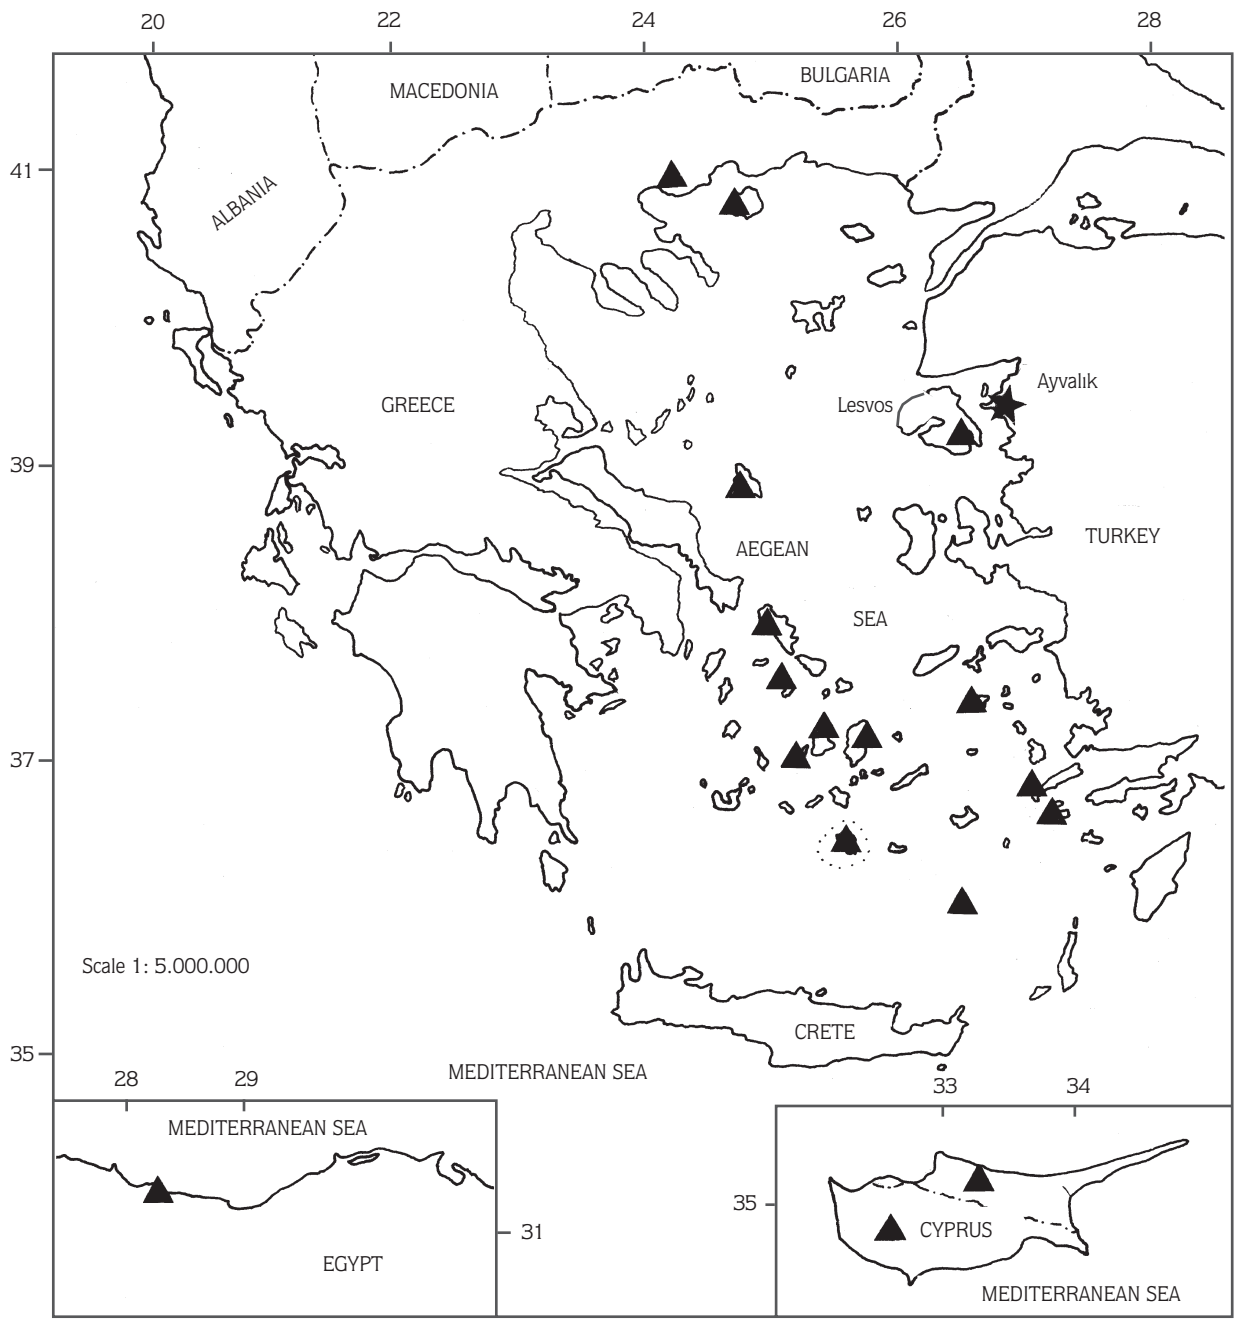 20 22 24 26 28
MACEDONIA
BULGARIA
41
ALBANIA
Ayvalık
GREECE
Lesvos
39
TURKEY
AEGEAN
SEA
37
Scale 1: 5.000.000
CRETE
35
MEDITERRANEAN SEA
28 29
33 34
MEDITERRANEAN SEA
35
CYPRUS
31
EGYPT
MEDITERRANEAN SEA